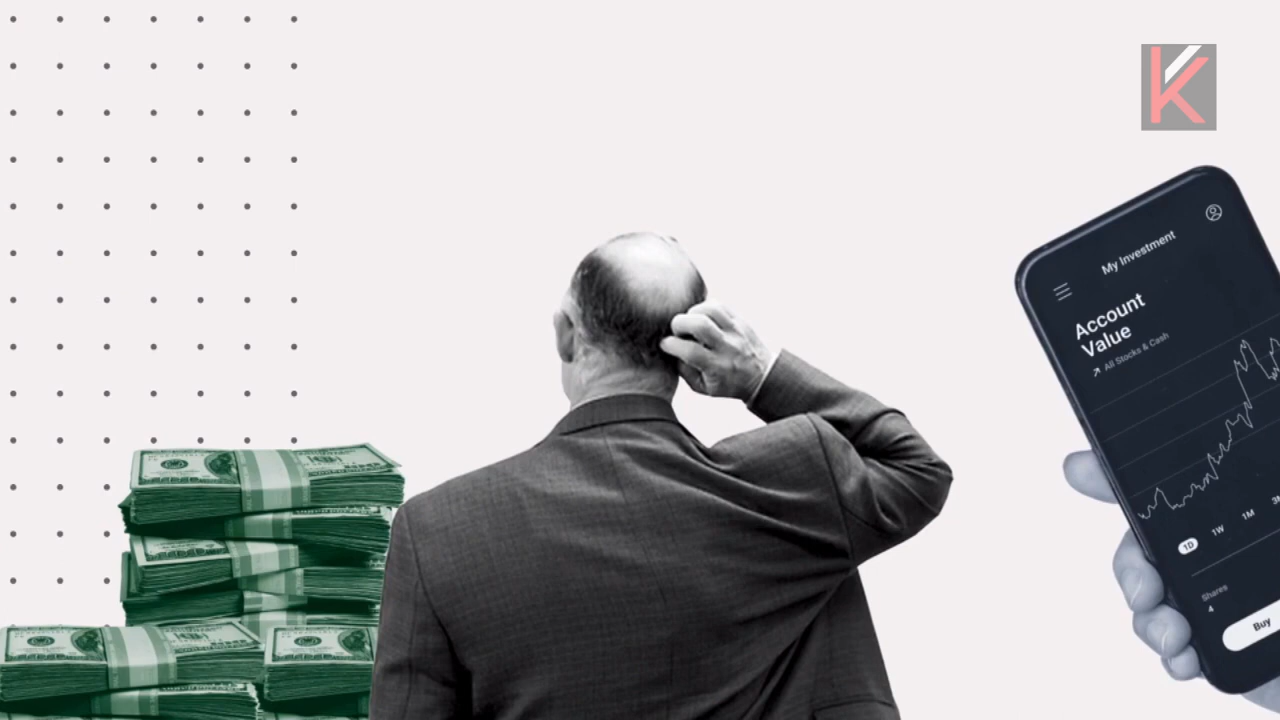 K
My Investment
Account
Value
All Stocks & Cash
1D 1W 1M
Shares
4
Buy